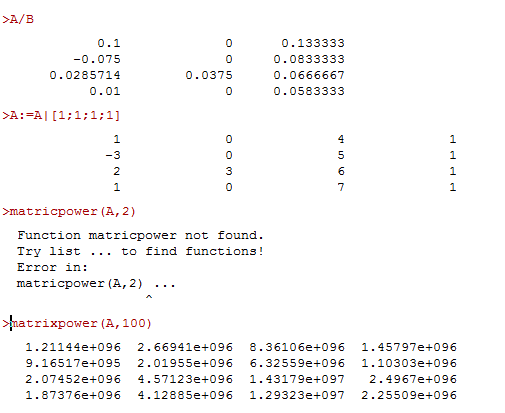 >A/B
0.1 0 0.133333
-0.075 0 0.0833333
0.0285714 0.0375 0.0666667
0.01 0 0.0583333
>A:=A|[1;1;1;1]
1 0 4 1
-3 0 5 1
2 3 6 1
1 0 7 1
>matricpower(A,2)
Function matricpower not found.
Try list ... to find functions!
Error in:
matricpower(A,2) ...
^
>matrixpower(A,100)
1.21144e+096 2.66941e+096 8.36106e+096 1.45797e+096
9.16517e+095 2.01955e+096 6.32559e+096 1.10303e+096
2.07452e+096 4.57123e+096 1.43179e+097 2.4967e+096
1.87376e+096 4.12885e+096 1.29323e+097 2.25509e+096